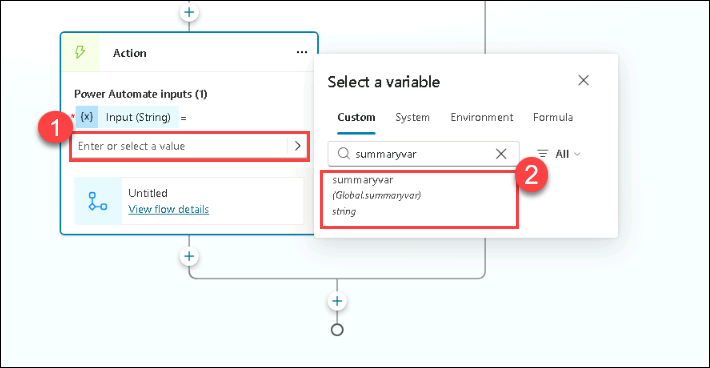 Action
...
Power Automate inputs (1)
* {x} Input (String) =
1
Enter or select a value
Untitled
View flow details
Select a variable
Custom System Environment Formula
summaryvar
All
2
summaryvar
(Global.summaryvar)
string